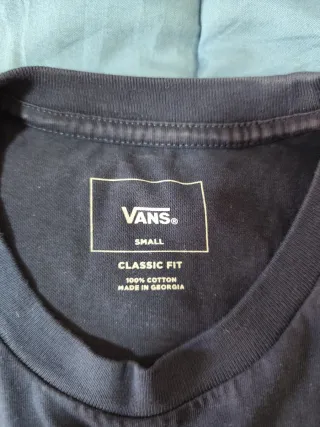 VANS®
SMALL
CLASSIC FIT
100% COTTON
MADE IN GEORGIA